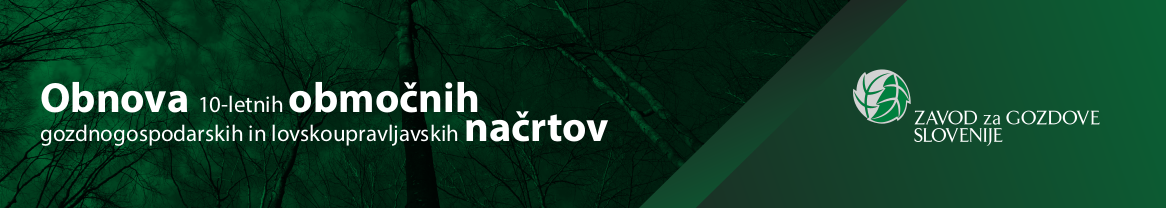 Obnova 10-letnih območnih
gozdnogospodarskih in lovskoupravljavskih načrtov
ZAVOD za GOZDOVE
SLOVENIJE